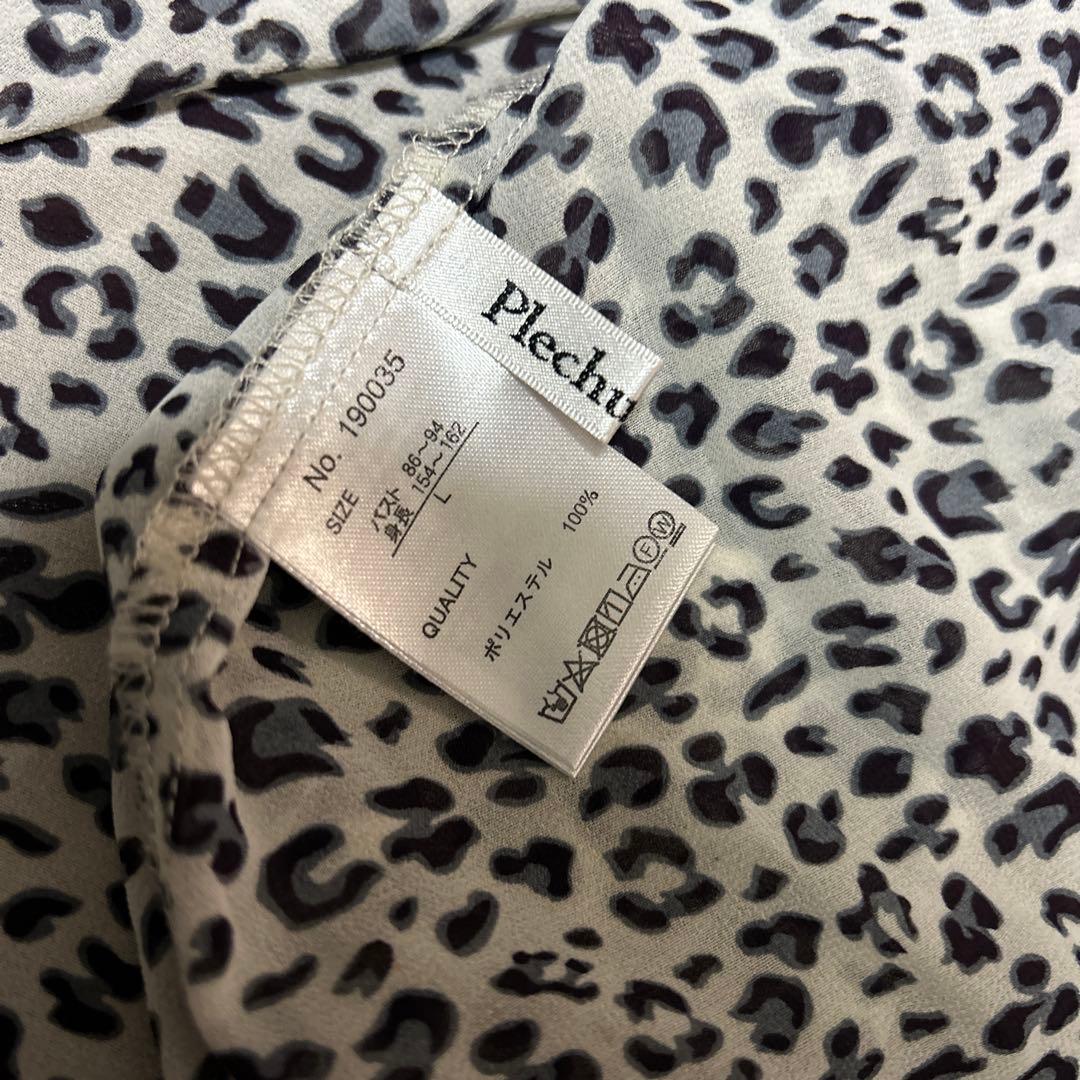 Plechu
No. 190035
SIZE
バスト 86～94
身長 154～162
L
QUALITY
ポリエステル 100%
F W